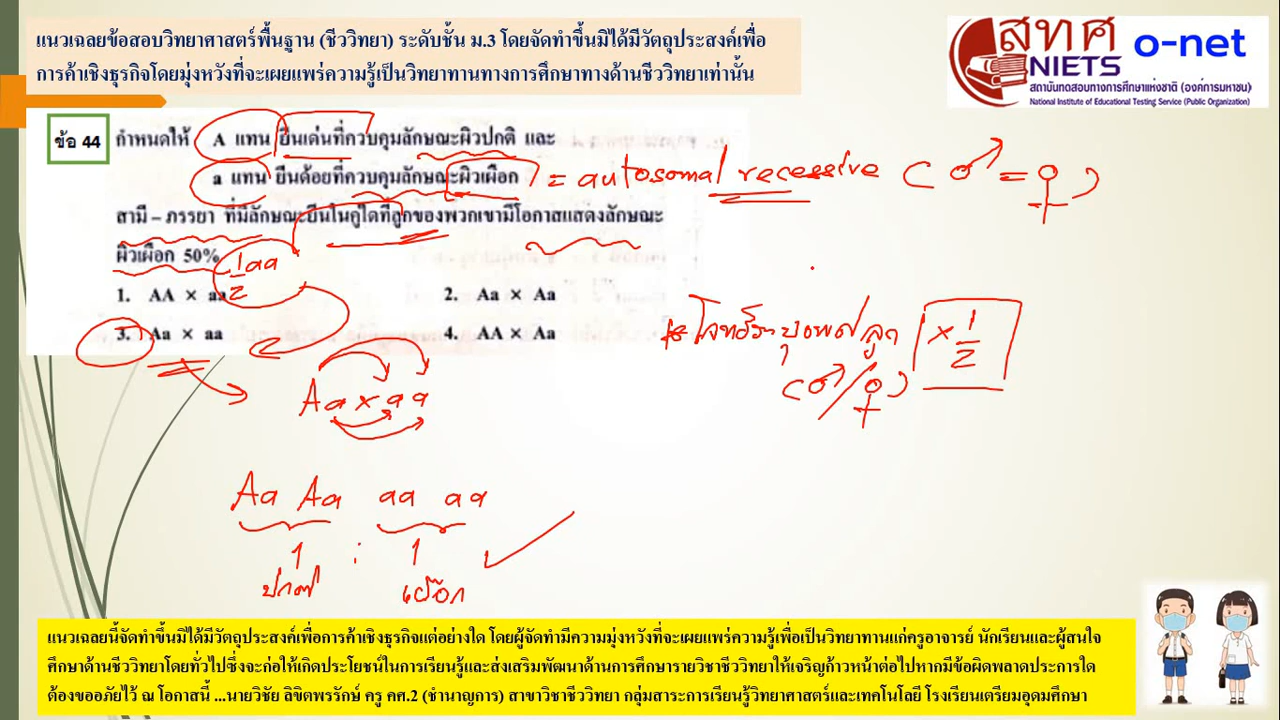 แนวเฉลยข้อสอบวิทยาศาสตร์พื้นฐาน (ชีววิทยา) ระดับชั้น ม.3 โดยจัดทำขึ้นมิได้มีวัตถุประสงค์เพื่อ
การค้าเชิงธุรกิจโดยมุ่งหวังที่จะเผยแพร่ความรู้เป็นวิทยาทานทางการศึกษาทางด้านชีววิทยาเท่านั้น
สทศ
NIETS
o-net
สถาบันทดสอบทางการศึกษาแห่งชาติ (องค์การมหาชน)
National Institute of Educational Testing Service (Public Organization)
ข้อ 44
กำหนดให้ A แทน ยีนเด่นที่ควบคุมลักษณะผิวปกติ และ
a แทน ยีนด้อยที่ควบคุมลักษณะผิวเผือก
= autosomal recessive (♂ = ♀)
สามี – ภรรยา ที่มีลักษณะยีนในคู่ใดที่ลูกของพวกเขามีโอกาสแสดงลักษณะ
ผิวเผือก 50%
1/2 aa
1. AA × aa
2. Aa × Aa
3. Aa × aa
4. AA × Aa
ลูก
× 1/2
(♂/♀)
Aa × aa
Aa Aa aa aa
1 : 1
ปกติ เผือก
แนวเฉลยนี้จัดทำขึ้นมิได้มีวัตถุประสงค์เพื่อการค้าเชิงธุรกิจแต่อย่างใด โดยผู้จัดทำมีความมุ่งหวังที่จะเผยแพร่ความรู้เพื่อเป็นวิทยาทานแก่ครูอาจารย์ นักเรียนและผู้สนใจ
ศึกษาด้านชีววิทยาโดยทั่วไปซึ่งจะก่อให้เกิดประโยชน์ในการเรียนรู้และส่งเสริมพัฒนาด้านการศึกษารายวิชาชีววิทยาให้เจริญก้าวหน้าต่อไปหากมีข้อผิดพลาดประการใด
ต้องขออภัยไว้ ณ โอกาสนี้ ...นายวิชัย ลิขิตพรรักษ์ ครู คศ.2 (ชำนาญการ) สาขาวิชาชีววิทยา กลุ่มสาระการเรียนรู้วิทยาศาสตร์และเทคโนโลยี โรงเรียนเตรียมอุดมศึกษา